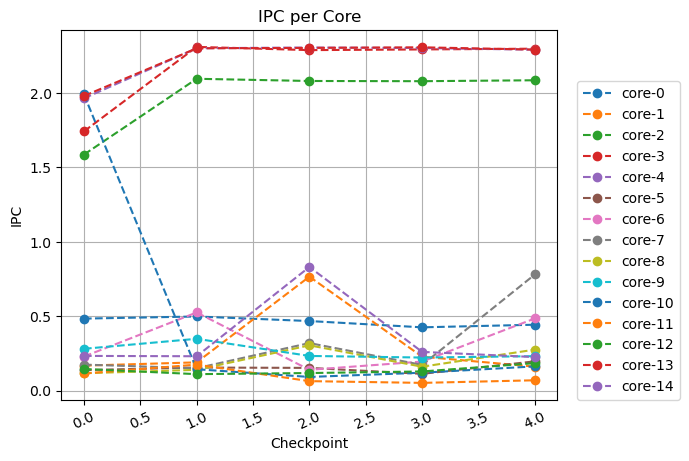 IPC per Core
IPC
2.0
1.5
1.0
0.5
0.0
0.0
0.5
1.0
1.5
2.0
2.5
3.0
3.5
4.0
Checkpoint
core-0
core-1
core-2
core-3
core-4
core-5
core-6
core-7
core-8
core-9
core-10
core-11
core-12
core-13
core-14